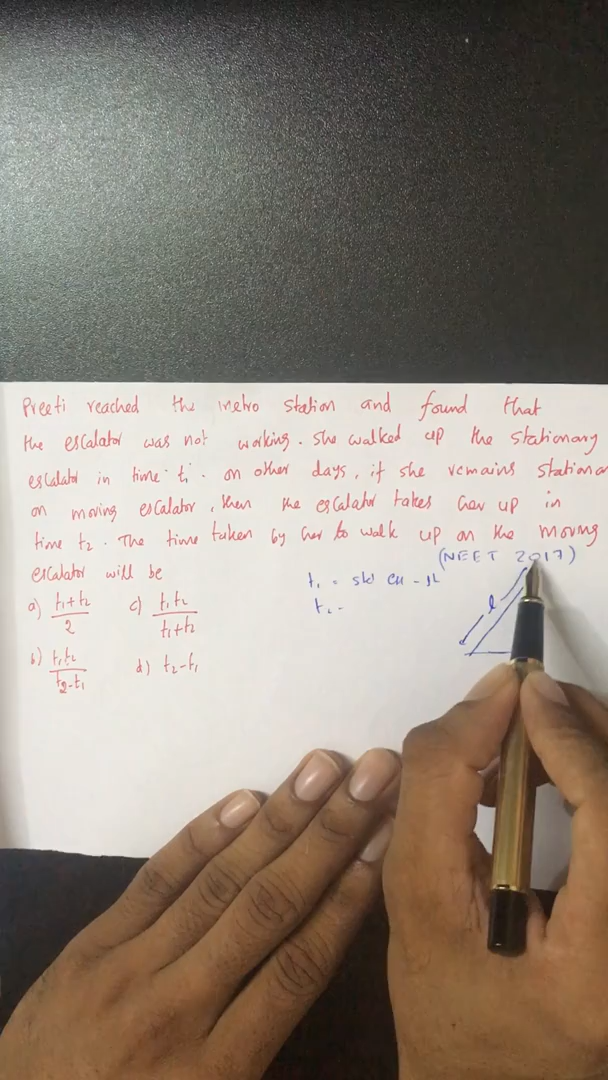 Preeti reached the metro station and found that
the escalator was not working. She walked up the stationary
escalator in time t₁. on other days, if she remains stationa
on moving escalator, then the escalator takes her up in
time t₂. The time taken by her to walk up on the moving
escalator will be
(NEET 2017)
a) t₁+t₂/2
c) t₁t₂/t₁+t₂
b) t₁t₂/t₂-t₁
d) t₂-t₁
t₁ =
t₂ -
l